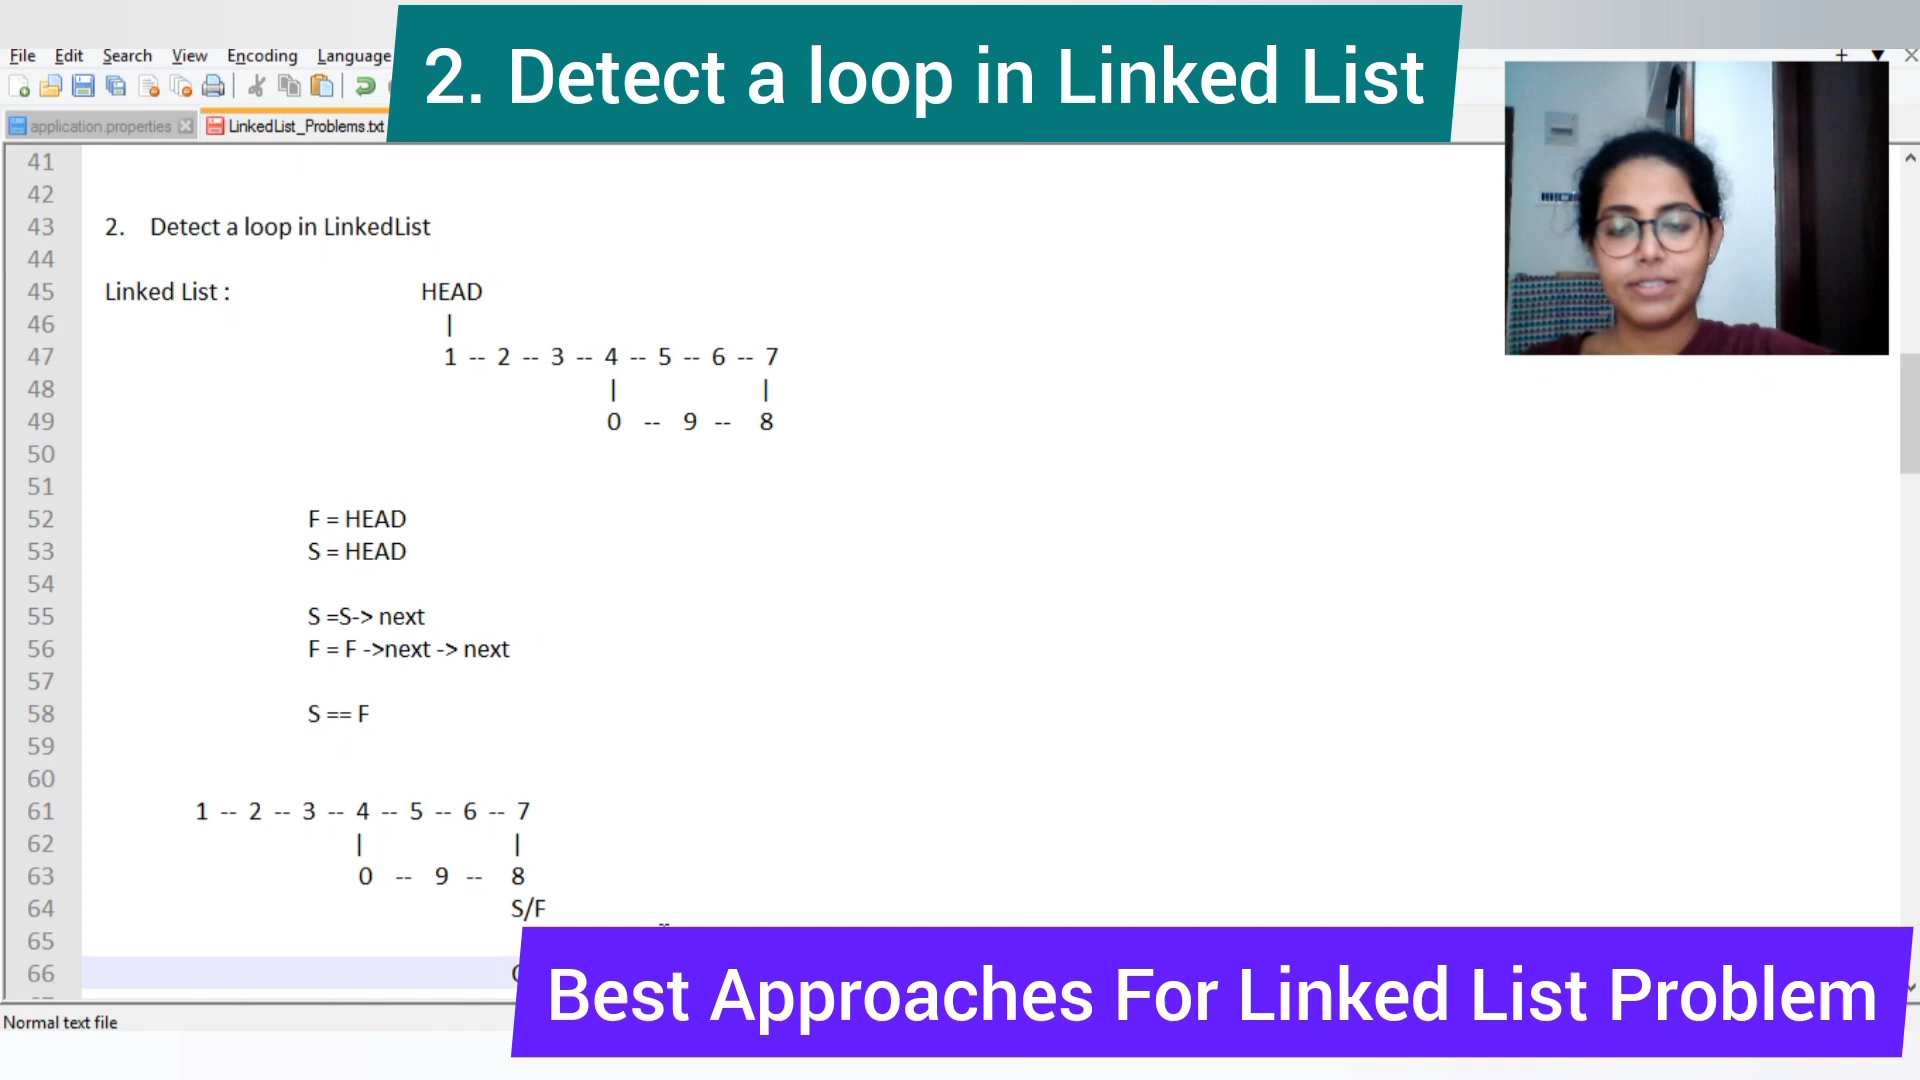 2. Detect a loop in Linked List
File Edit Search View Encoding Language
application.properties LinkedList_Problems.txt
41
42
43 2. Detect a loop in LinkedList
44
45 Linked List : HEAD
46 |
47 1 -- 2 -- 3 -- 4 -- 5 -- 6 -- 7
48 | |
49 0 -- 9 -- 8
50
51
52 F = HEAD
53 S = HEAD
54
55 S =S-> next
56 F = F ->next -> next
57
58 S == F
59
60
61 1 -- 2 -- 3 -- 4 -- 5 -- 6 -- 7
62 | |
63 0 -- 9 -- 8
64 S/F
65
66
Best Approaches For Linked List Problem
Normal text file